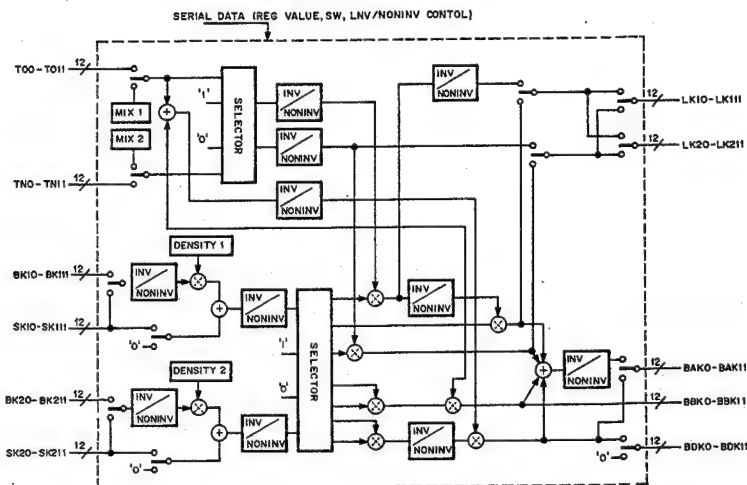 SERIAL DATA (REG VALUE, SW, LNV/NONINV CONTOL)
TO0-TO11 12
MIX 1
MIX 2
TN0-TN11 12
'1'
'0'
SELECTOR
INV/NONINV
INV/NONINV
INV/NONINV
INV/NONINV
12 LK10-LK111
12 LK20-LK211
DENSITY 1
BK10-BK111 12
INV/NONINV
SK10-SK111 12
'0'
INV/NONINV
DENSITY 2
BK20-BK211 12
INV/NONINV
SK20-SK211 12
'0'
INV/NONINV
'1'
'0'
SELECTOR
INV/NONINV
INV/NONINV
INV/NONINV
12 BAK0-BAK11
12 BBK0-BBK11
12 BDK0-BDK11
'0'